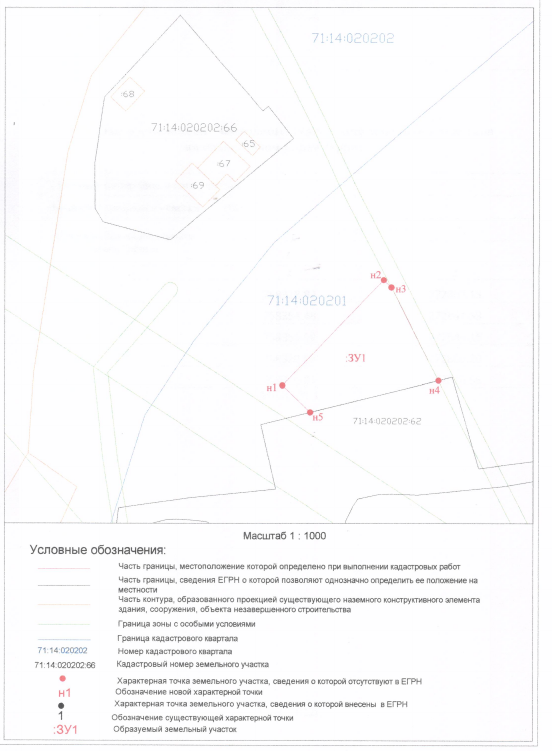 71:14:020202
:68
71:14:020202:66
:65
:67
:69
н2
н3
71:14:020201
:ЗУ1
н1
н4
н5
71:14:020202:62
Масштаб 1 : 1000
Условные обозначения:
Часть границы, местоположение которой определено при выполнении кадастровых работ
Часть границы, сведения ЕГРН о которой позволяют однозначно определить ее положение на
местности
Часть контура, образованного проекцией существующего наземного конструктивного элемента
здания, сооружения, объекта незавершенного строительства
Граница зоны с особыми условиями
Граница кадастрового квартала
71:14:020202 Номер кадастрового квартала
71:14:020202:66 Кадастровый номер земельного участка
Характерная точка земельного участка, сведения о которой отсутствуют в ЕГРН
н1 Обозначение новой характерной точки
Характерная точка земельного участка, сведения о которой внесены в ЕГРН
1 Обозначение существующей характерной точки
:ЗУ1 Образуемый земельный участок